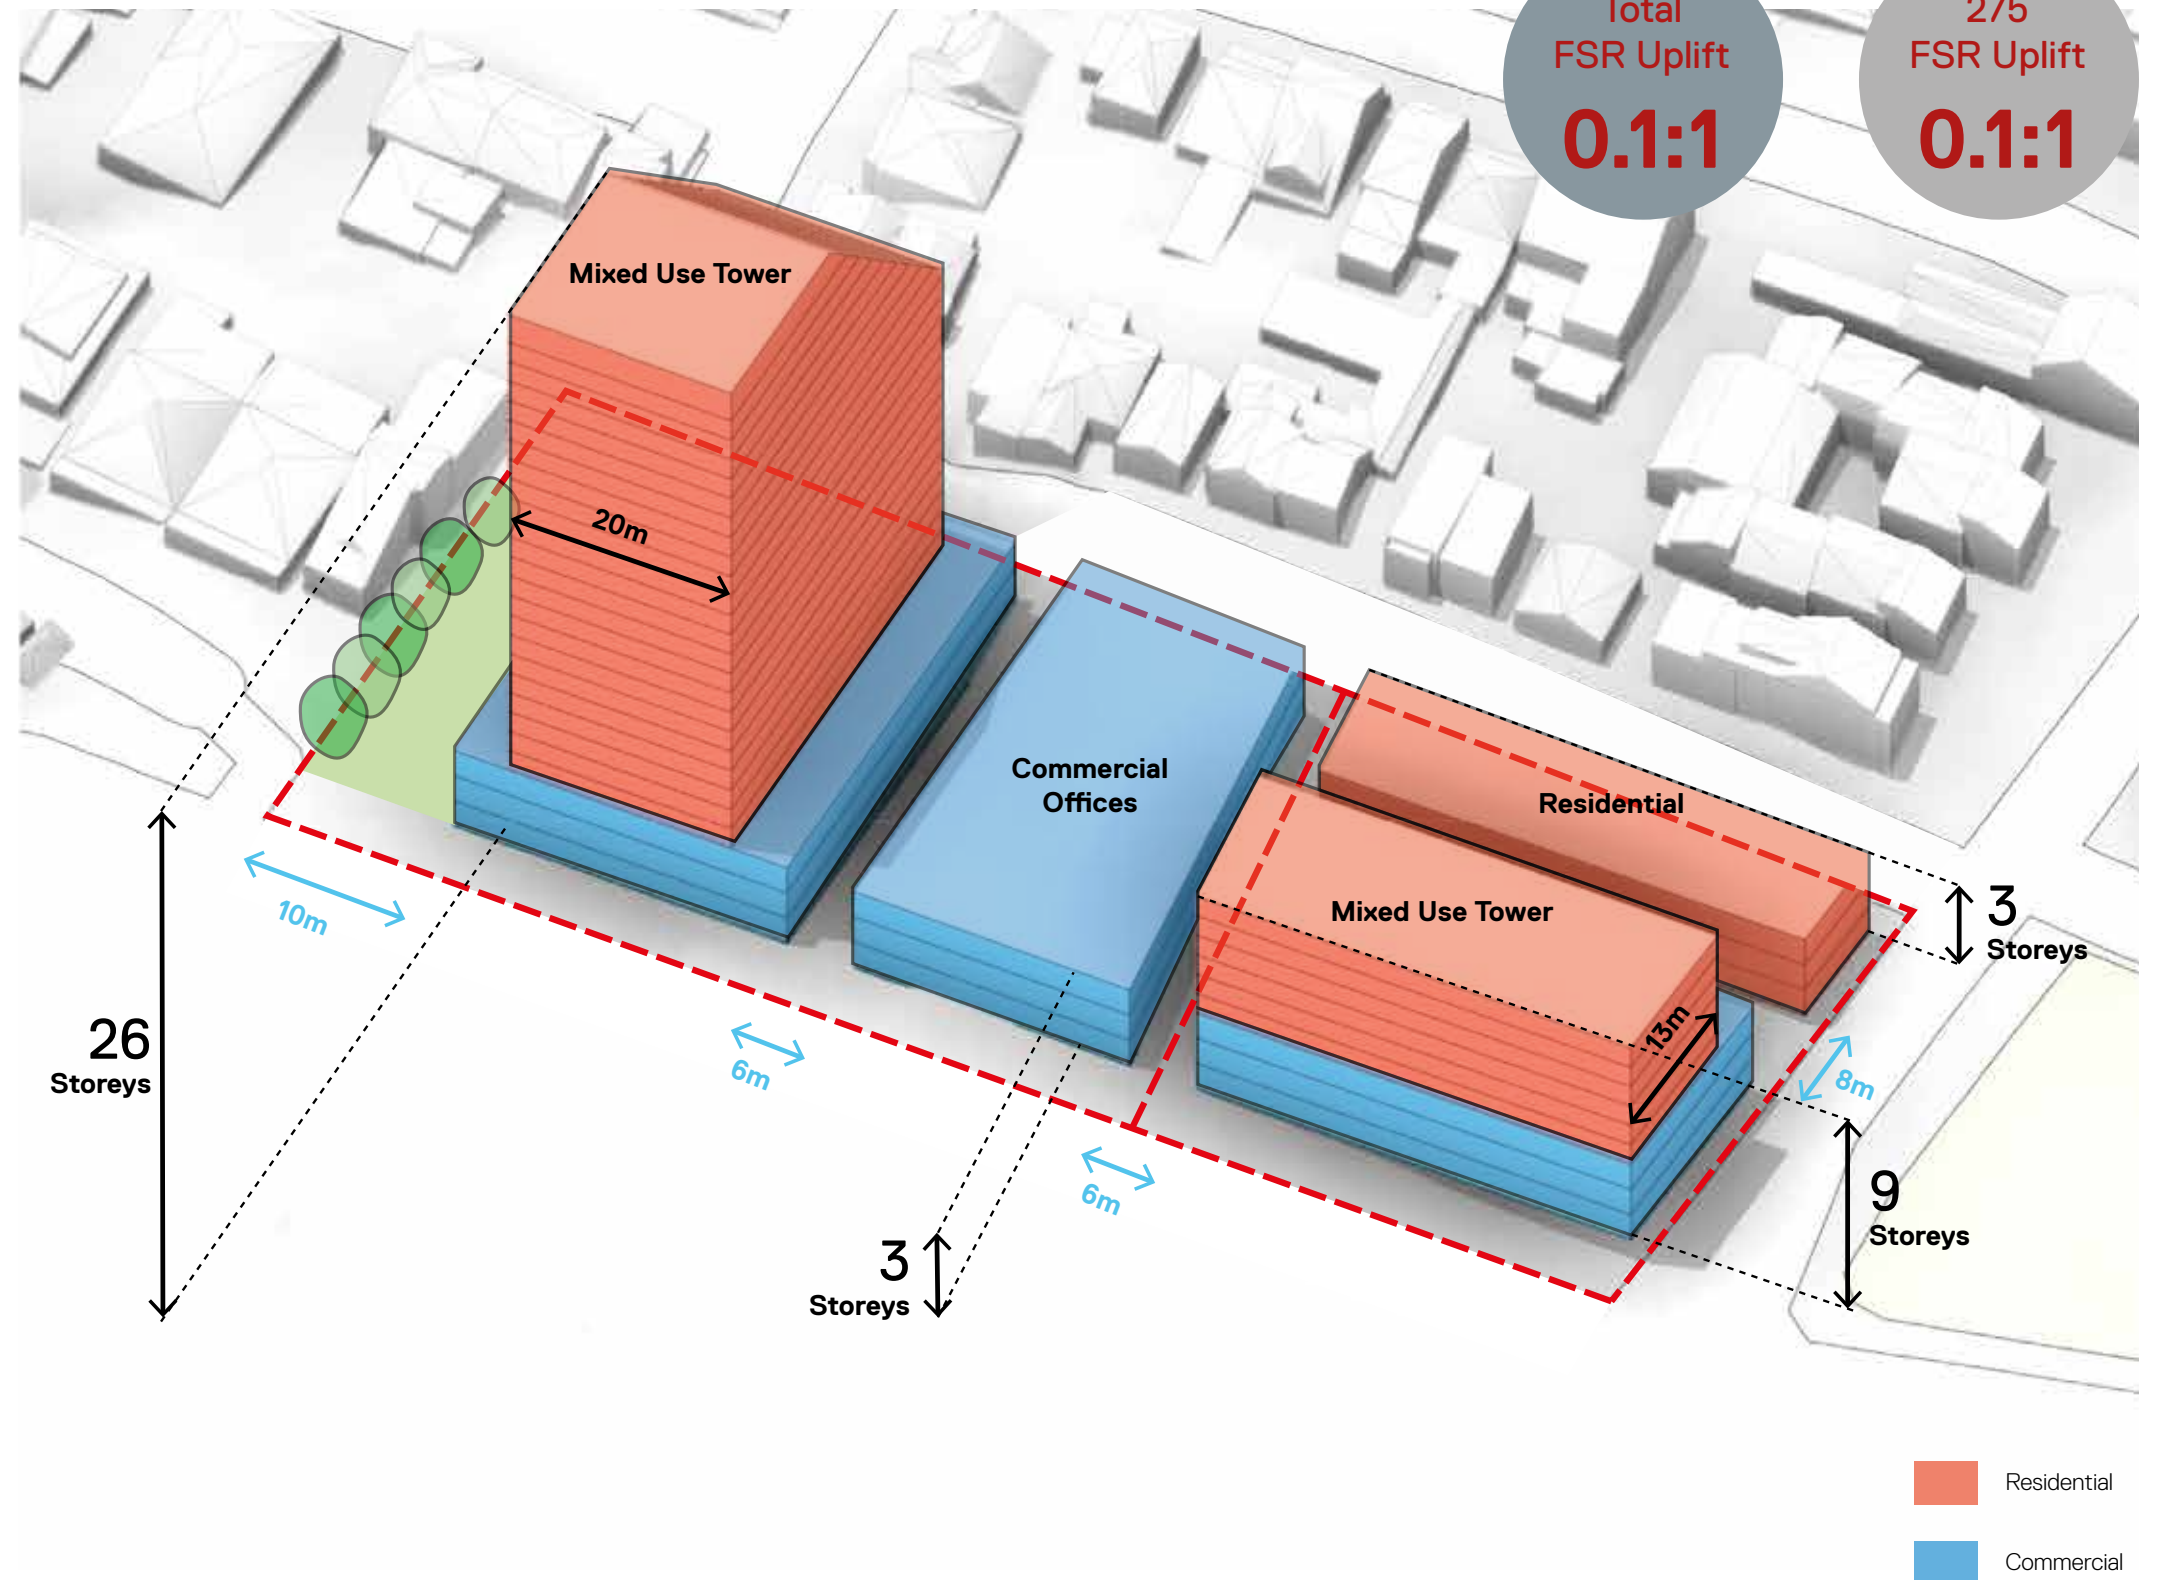 Total
FSR Uplift
0.1:1
275
FSR Uplift
0.1:1
Mixed Use Tower
20m
Commercial
Offices
Residential
Mixed Use Tower
13m
3
Storeys
8m
10m
26
Storeys
6m
6m
9
Storeys
3
Storeys
Residential
Commercial